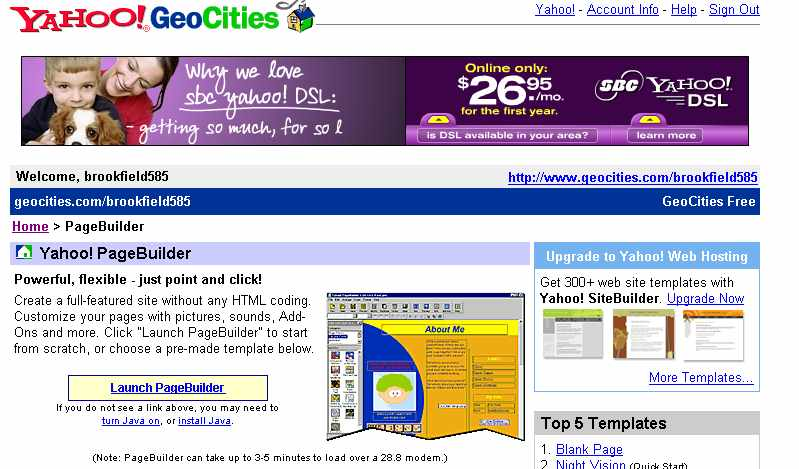 YAHOO! GeoCities
Yahoo! - Account Info - Help - Sign Out
Why we love
sbc yahoo! DSL:
- getting so much, for so l
Online only:
$26.95/mo.
for the first year.
SBC YAHOO!
DSL
is DSL available in your area?
learn more
Welcome, brookfield585
http://www.geocities.com/brookfield585
geocities.com/brookfield585
GeoCities Free
Home > PageBuilder
Yahoo! PageBuilder
Powerful, flexible - just point and click!
Create a full-featured site without any HTML coding.
Customize your pages with pictures, sounds, Add-
Ons and more. Click "Launch PageBuilder" to start
from scratch, or choose a pre-made template below.
Launch PageBuilder
If you do not see a link above, you may need to
turn Java on, or install Java.
About Me
(Note: PageBuilder can take up to 3-5 minutes to load over a 28.8 modem.)
Upgrade to Yahoo! Web Hosting
Get 300+ web site templates with
Yahoo! SiteBuilder. Upgrade Now
More Templates...
Top 5 Templates
1. Blank Page
2. Night Vision (Quick Start)